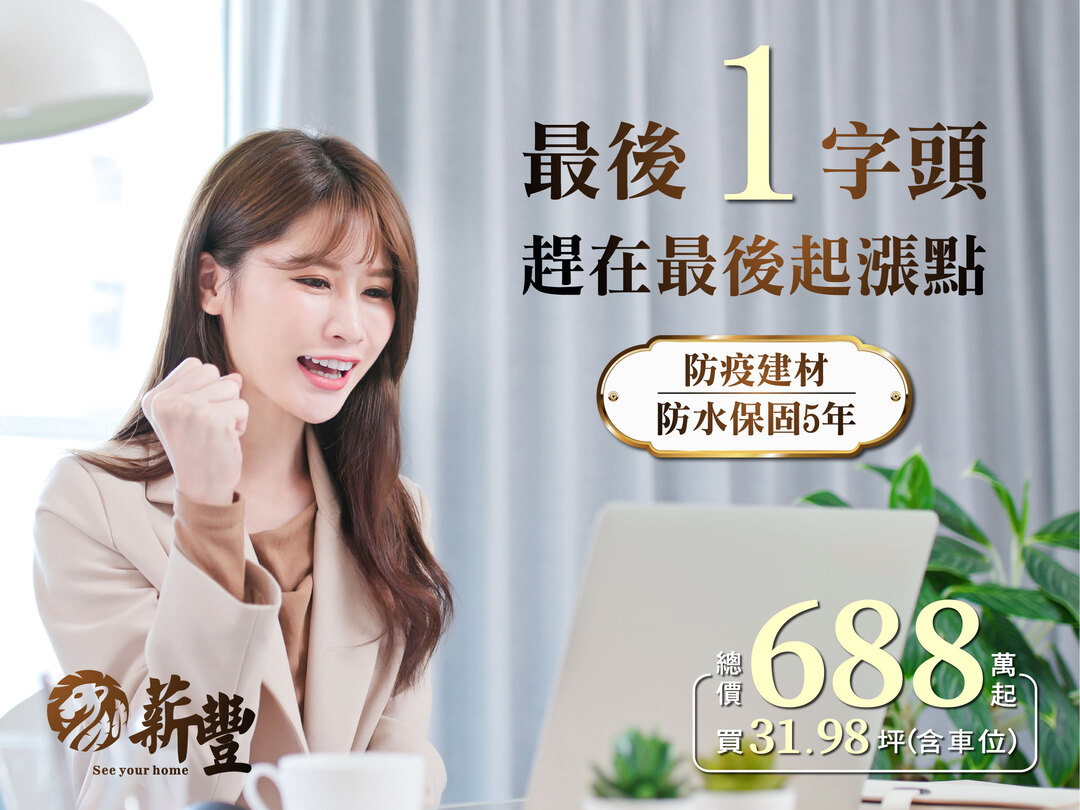 最後1字頭
趕在最後起漲點
防疫建材
防水保固5年
總價688萬起
買31.98坪(含車位)
薪豐
See your home